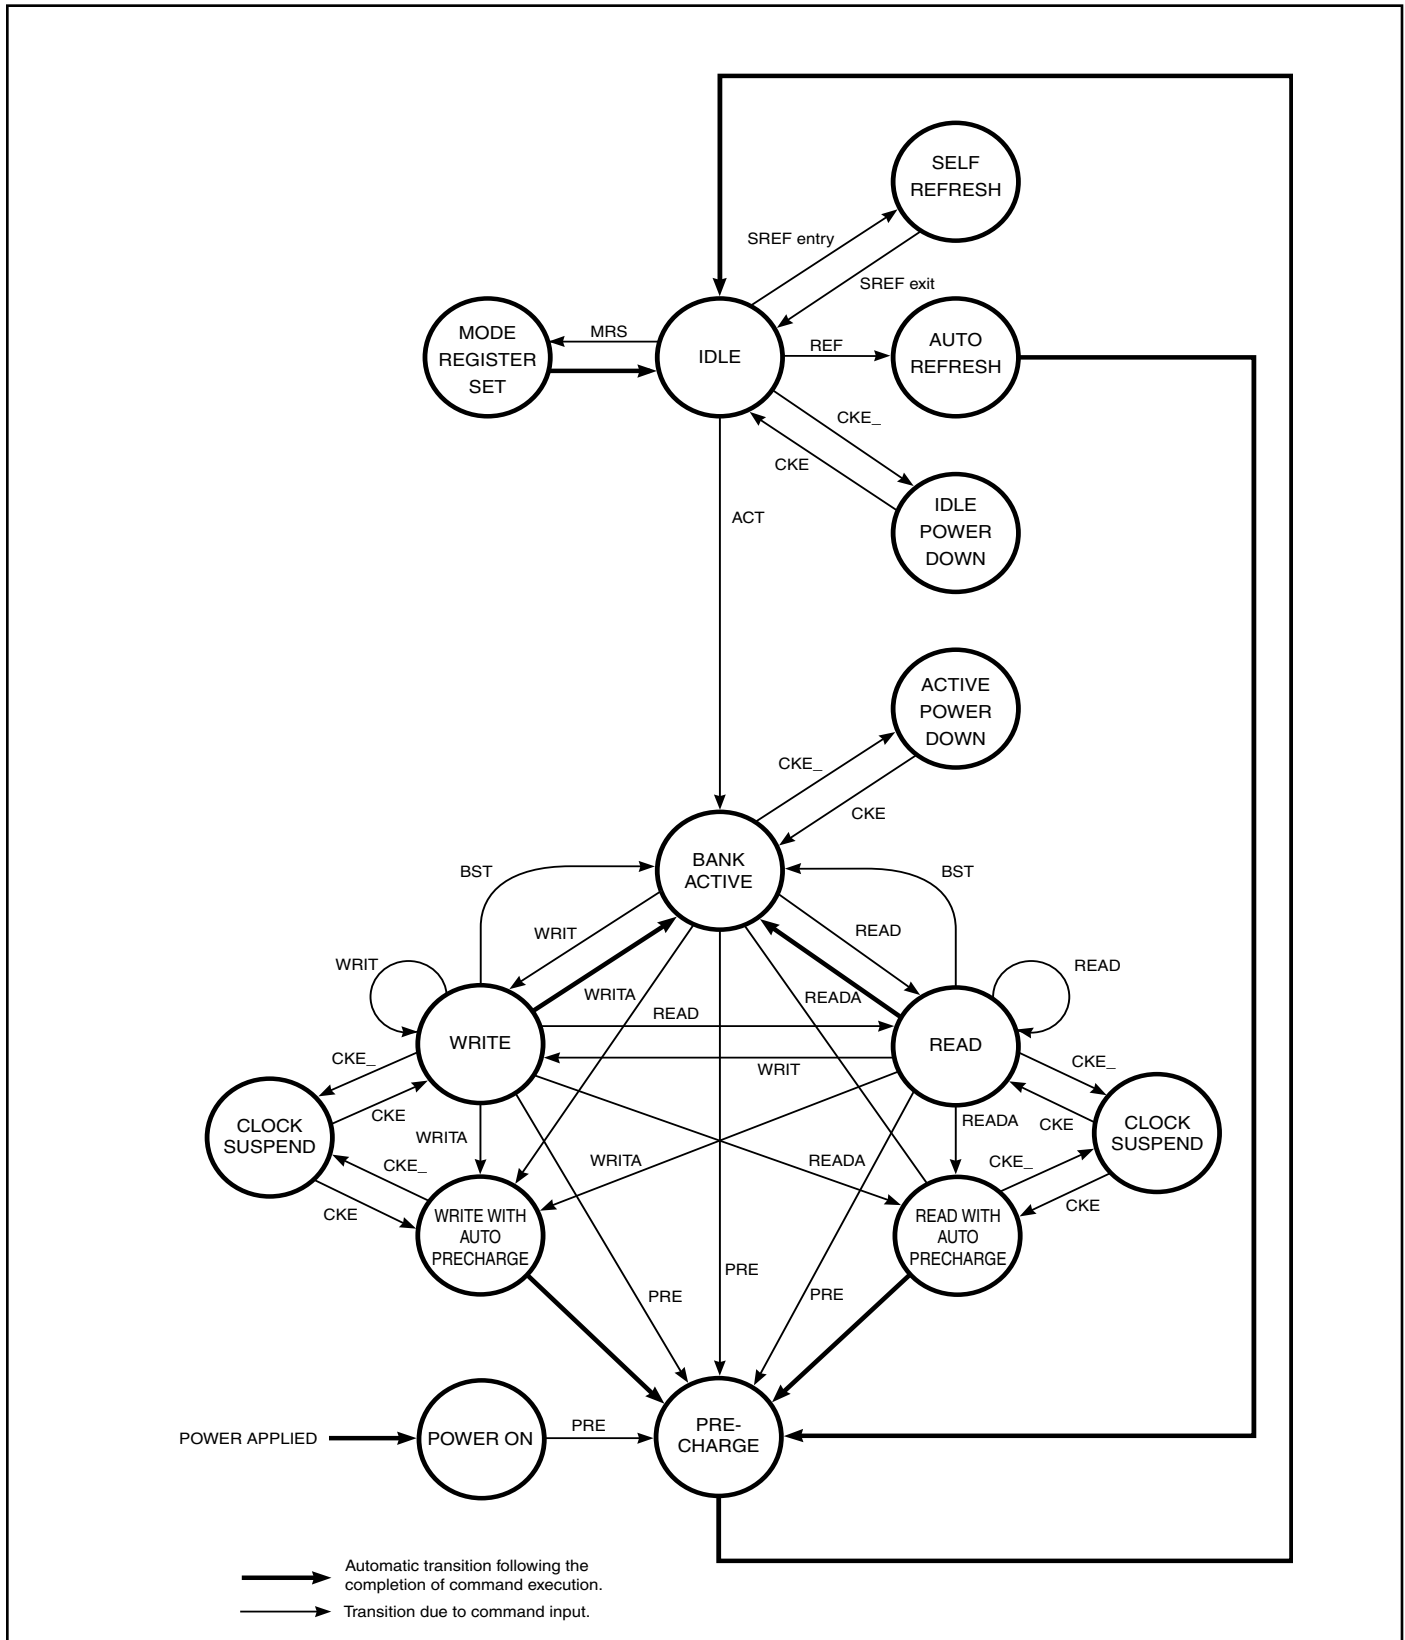 SELF
REFRESH
SREF entry
SREF exit
MODE
REGISTER
SET
MRS
IDLE
REF
AUTO
REFRESH
CKE_
CKE
IDLE
POWER
DOWN
ACT
ACTIVE
POWER
DOWN
CKE_
CKE
BANK
ACTIVE
BST
BST
WRIT
READ
WRIT
READ
WRITA
READA
READ
WRITE
READ
WRIT
CKE_
CKE_
CKE
CKE
CLOCK
SUSPEND
CLOCK
SUSPEND
WRITA
READA
CKE_
CKE_
WRITA
READA
CKE
CKE
WRITE WITH
AUTO
PRECHARGE
READ WITH
AUTO
PRECHARGE
PRE
PRE
PRE
POWER APPLIED
POWER ON
PRE
PRE-
CHARGE
Automatic transition following the
completion of command execution.
Transition due to command input.